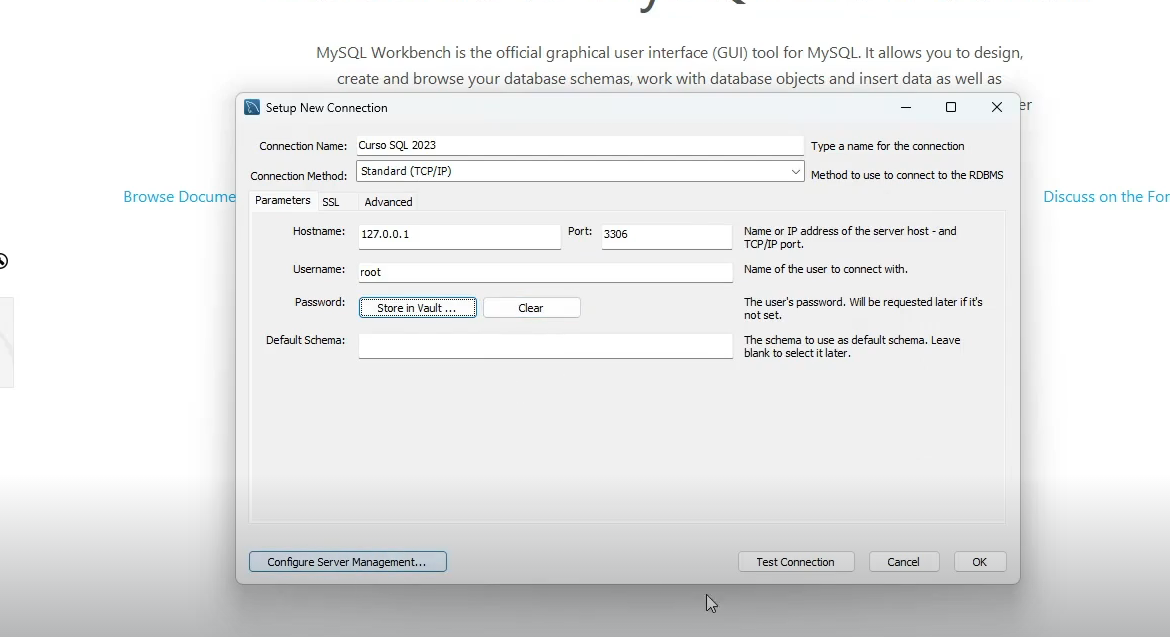 MySQL Workbench is the official graphical user interface (GUI) tool for MySQL. It allows you to design,
create and browse your database schemas, work with database objects and insert data as well as
er
Setup New Connection
Connection Name: Curso SQL 2023 Type a name for the connection
Connection Method: Standard (TCP/IP) Method to use to connect to the RDBMS
Browse Docume
Discuss on the For
Parameters SSL Advanced
Hostname: 127.0.0.1 Port: 3306 Name or IP address of the server host - and
TCP/IP port.
Username: root Name of the user to connect with.
Password: Store in Vault ... Clear The user's password. Will be requested later if it's
not set.
Default Schema: The schema to use as default schema. Leave
blank to select it later.
Configure Server Management... Test Connection Cancel OK